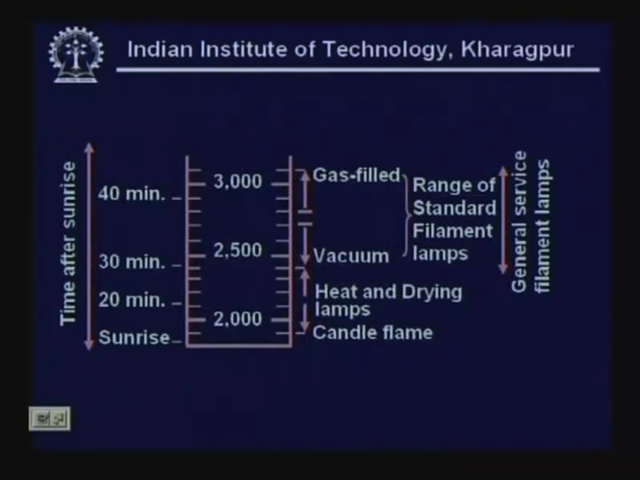 Indian Institute of Technology, Kharagpur
Time after sunrise
40 min.
30 min.
20 min.
Sunrise
3,000
2,500
2,000
Gas-filled
Vacuum
Heat and Drying
lamps
Candle flame
Range of
Standard
Filament
lamps
General service
filament lamps